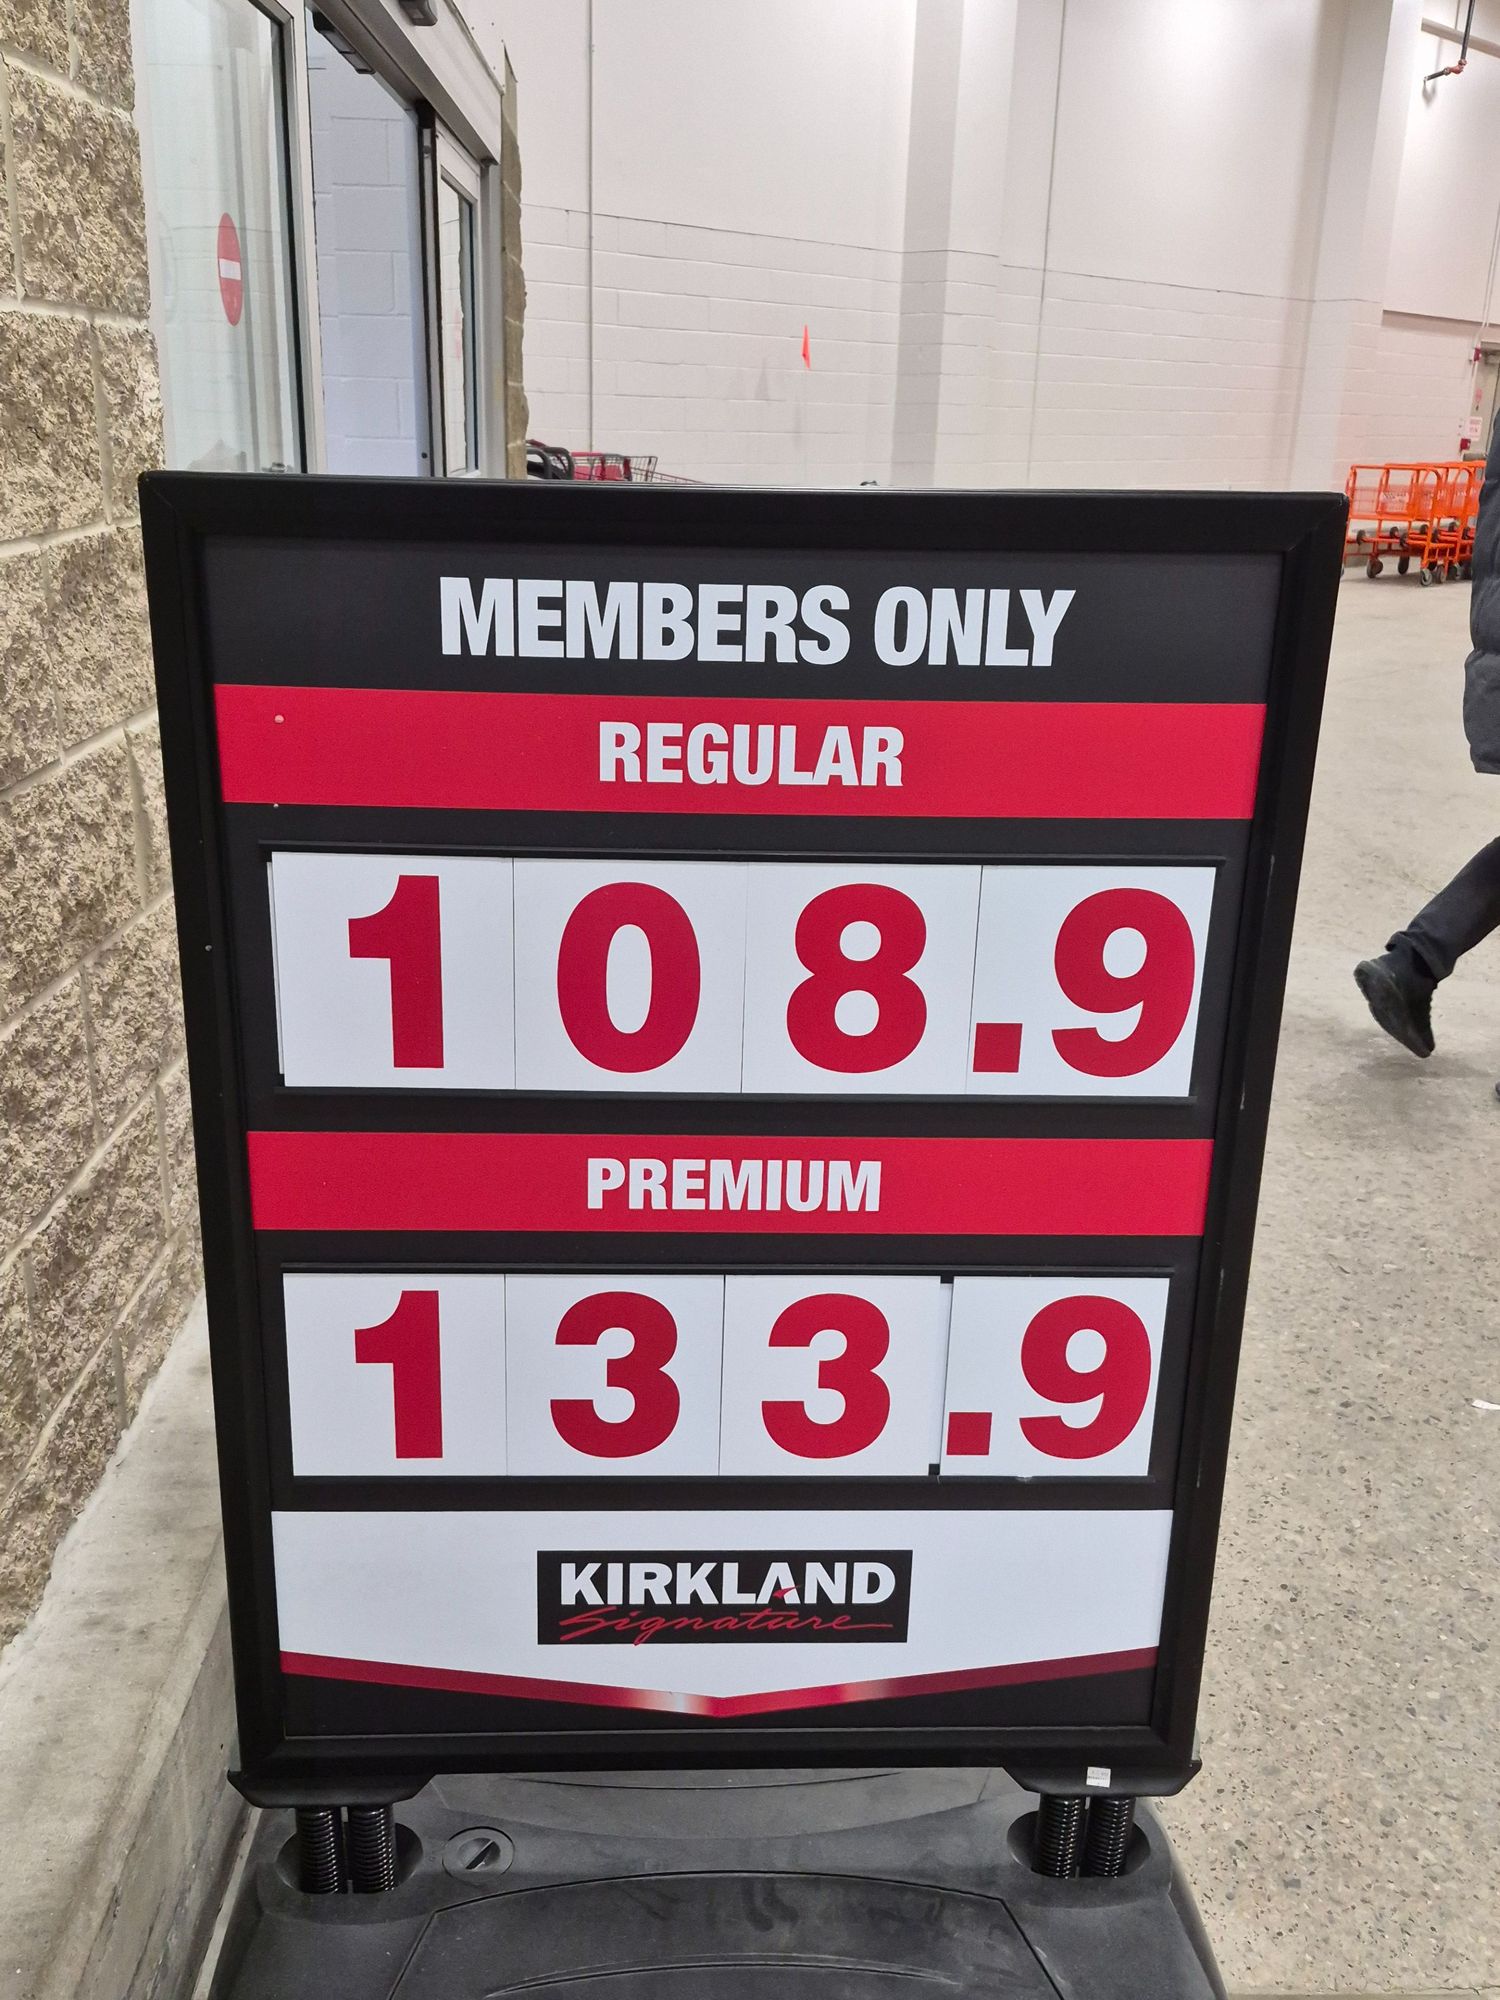 MEMBERS ONLY
REGULAR
108.9
PREMIUM
133.9
KIRKLAND
Signature